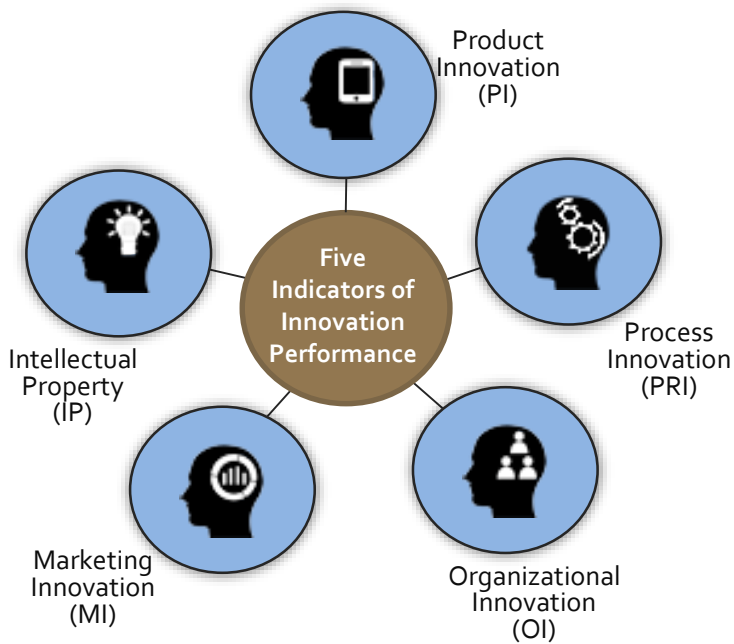 Product
Innovation
(PI)
Five
Indicators of
Innovation
Performance
Process
Innovation
(PRI)
Intellectual
Property
(IP)
Marketing
Innovation
(MI)
Organizational
Innovation
(OI)